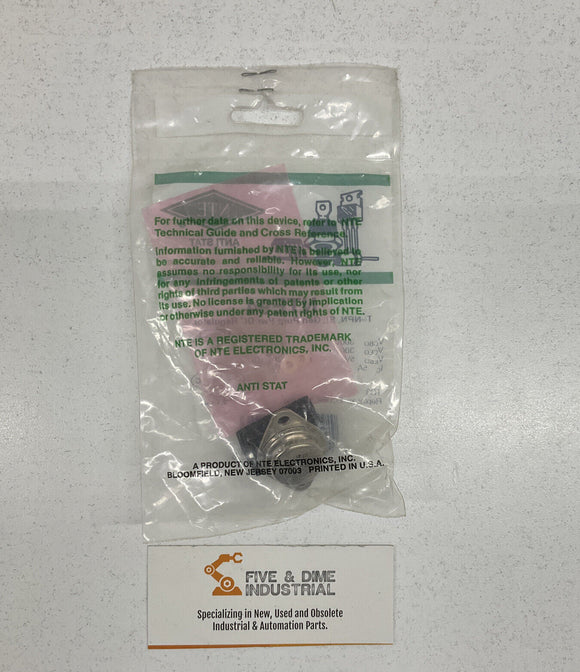 For further data on this device, refer to NTE
Technical Guide and Cross Reference.
NTE
ANTI STAT
Information furnished by NTE is believed to
be accurate and reliable. However, NTE
assumes no responsibility for its use, nor
for any infringements of patents or other
rights of third parties which may result from
its use. No license is granted by implication
or otherwise under any patent rights of NTE.
NTE IS A REGISTERED TRADEMARK
OF NTE ELECTRONICS, INC.
ANTI STAT
A PRODUCT OF NTE ELECTRONICS, INC.
BLOOMFIELD, NEW JERSEY 07003 PRINTED IN U.S.A.
FIVE & DIME
INDUSTRIAL
Specializing in New, Used and Obsolete
Industrial & Automation Parts.